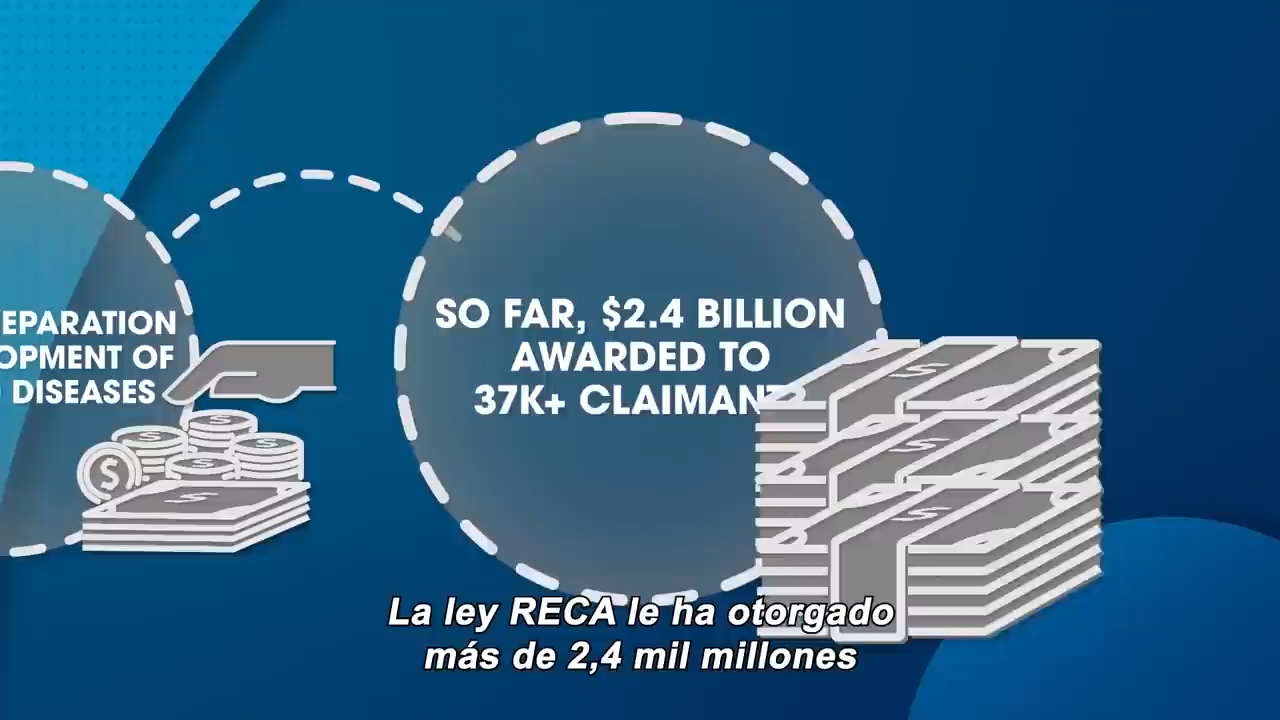 EPARATION
OPMENT OF
DISEASES
SO FAR, $2.4 BILLION
AWARDED TO
37K+ CLAIMANT
La ley RECA le ha otorgado
más de 2,4 mil millones